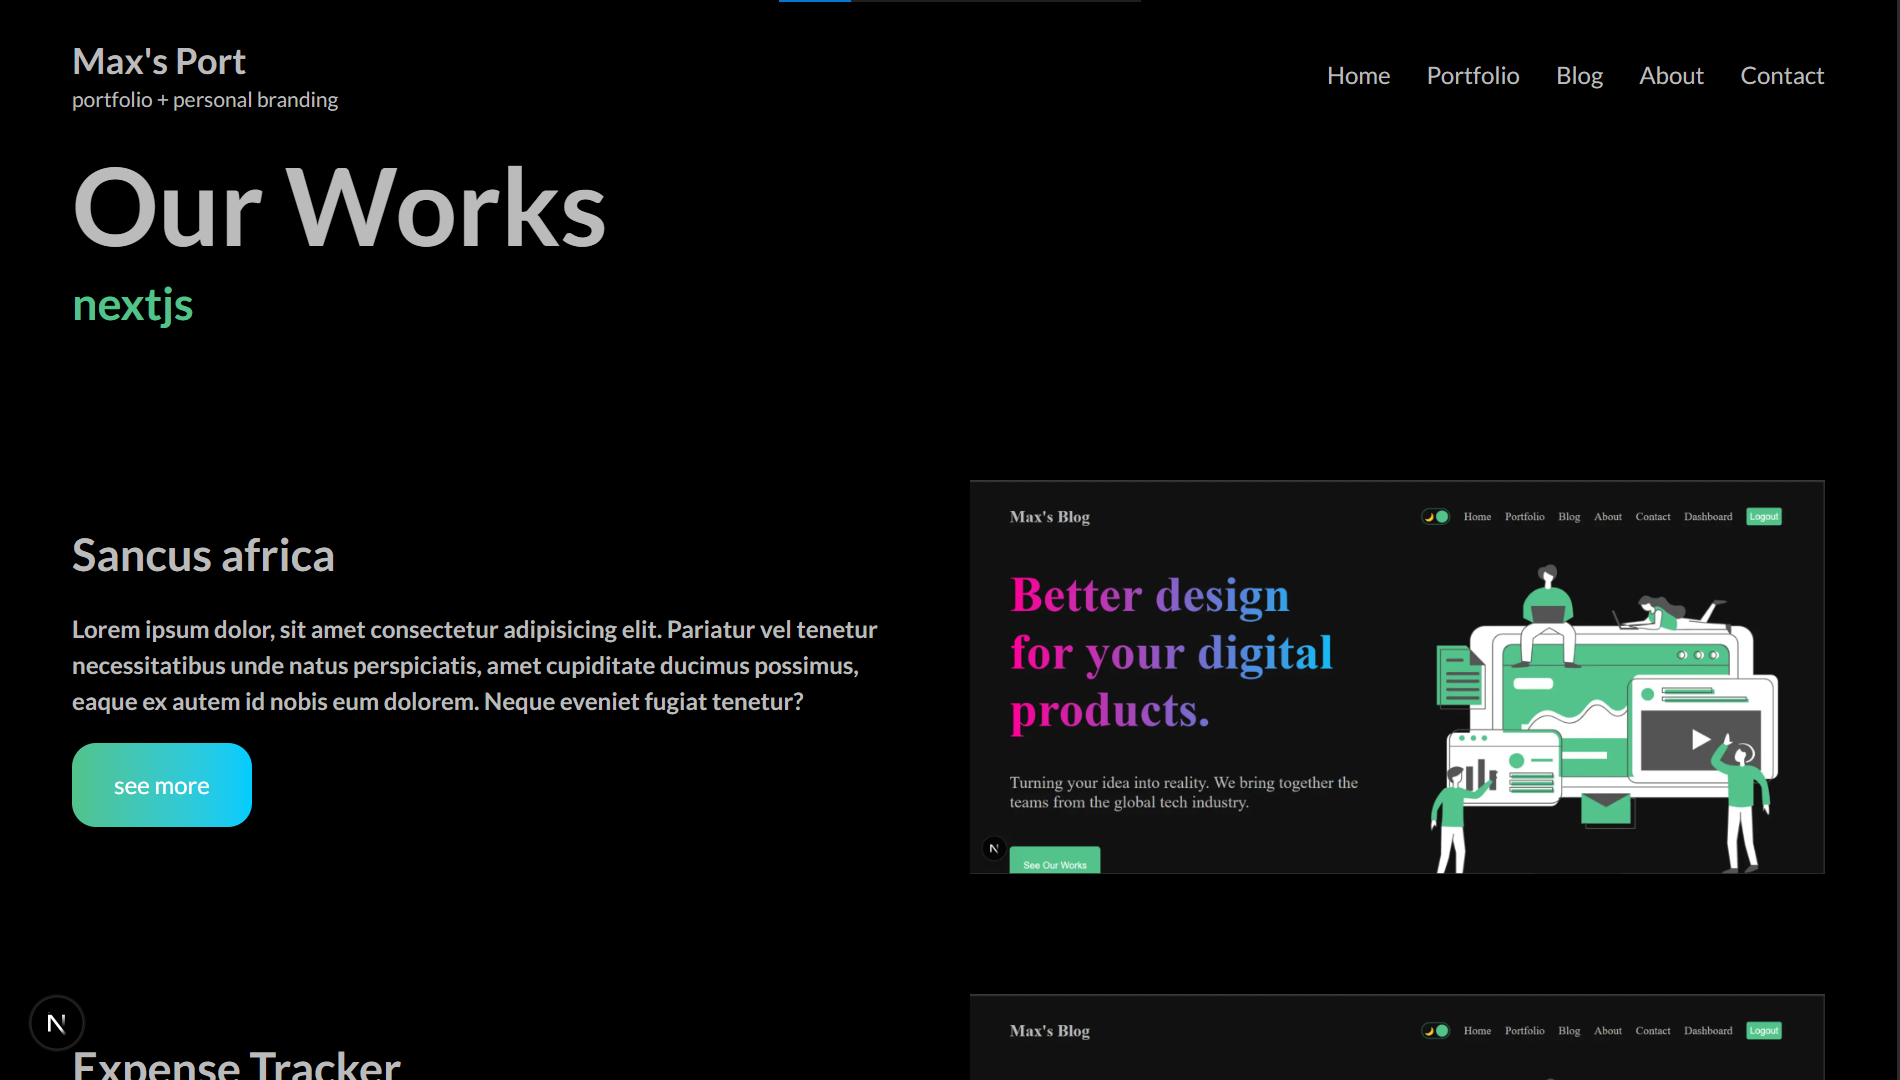 Max's Port
portfolio + personal branding
Home Portfolio Blog About Contact
Our Works
nextjs
Sancus africa
Lorem ipsum dolor, sit amet consectetur adipisicing elit. Pariatur vel tenetur
necessitatibus unde natus perspiciatis, amet cupiditate ducimus possimus,
eaque ex autem id nobis eum dolorem. Neque eveniet fugiat tenetur?
see more
Max's Blog
Home Portfolio Blog About Contact Dashboard Logout
Better design
for your digital
products.
Turning your idea into reality. We bring together the
teams from the global tech industry.
N
See Our Works
N
Expense Tracker
Max's Blog
Home Portfolio Blog About Contact Dashboard Logout